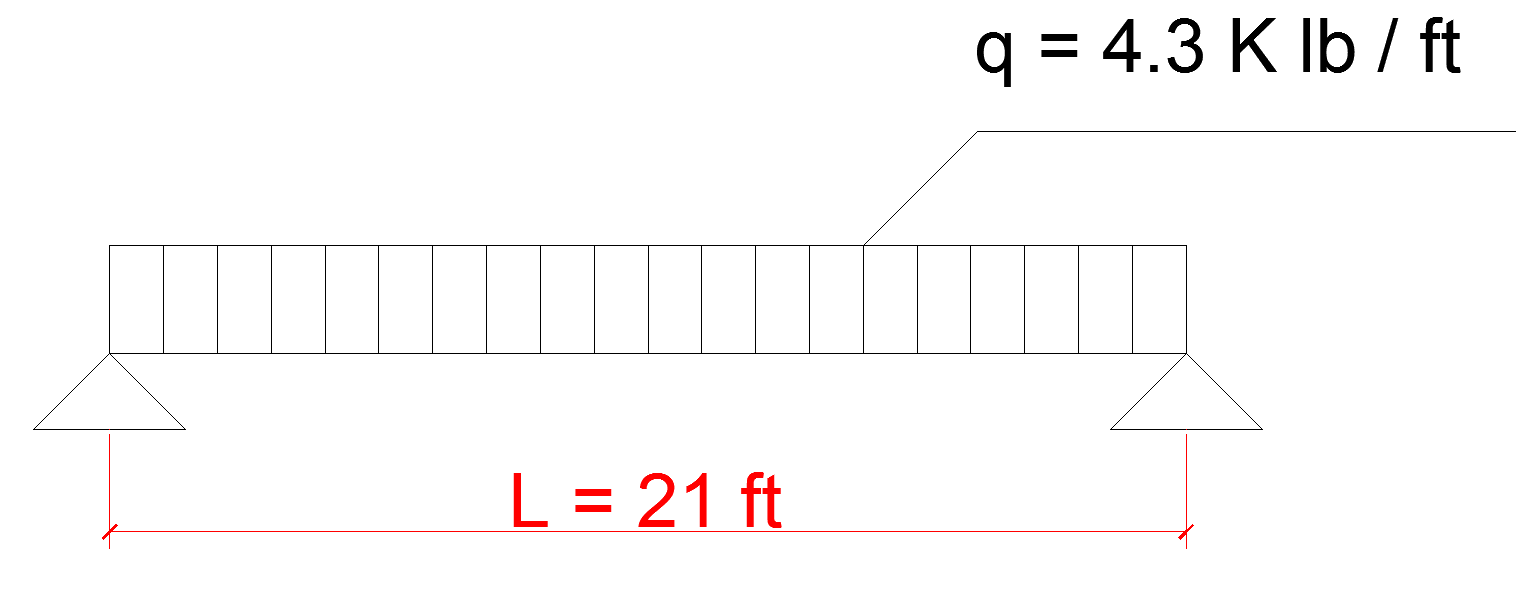 q = 4.3 K lb / ft
L = 21 ft